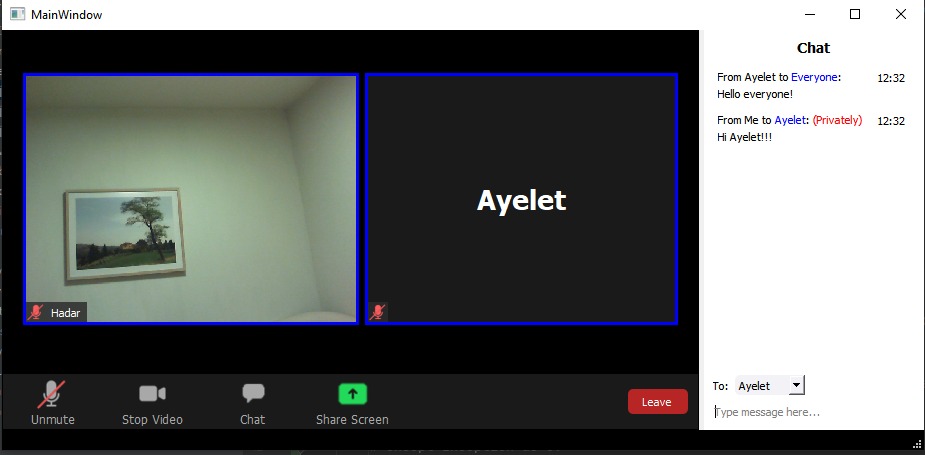 MainWindow
Chat
From Ayelet to Everyone: 12:32
Hello everyone!
From Me to Ayelet: (Privately) 12:32
Hi Ayelet!!!
Ayelet
Hadar
To: Ayelet
Type message here...
Unmute
Stop Video
Chat
Share Screen
Leave